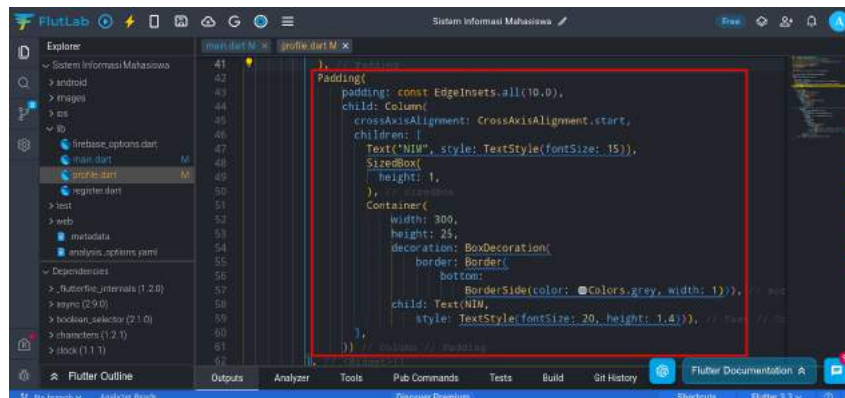 FlutLab
Sistem Informasi Mahasiswa
Free
Explorer
main.dart M ×
profile.dart M ×
Sistem Informasi Mahasiswa
> android
> images
> ios
lib
firebase_options.dart
main.dart M
profile.dart M
register.dart
> test
> web
.metadata
analysis_options.yaml
Dependencies
> _flutterfire_internals (1.2.0)
> async (2.9.0)
> boolean_selector (2.1.0)
> characters (1.2.1)
> clock (1.1.1)
Flutter Outline
41 ), // Padding
42 Padding(
43 padding: const EdgeInsets.all(10.0),
44 child: Column(
45 crossAxisAlignment: CrossAxisAlignment.start,
46 children: [
47 Text("NIM", style: TextStyle(fontSize: 15)),
48 SizedBox(
49 height: 1,
50 ), // SizedBox
51 Container(
52 width: 300,
53 height: 25,
54 decoration: BoxDecoration(
55 border: Border(
56 bottom:
57 BorderSide(color: Colors.grey, width: 1))),
58 child: Text(NIM,
59 style: TextStyle(fontSize: 20, height: 1.4))), // Text
60 ],
61 )) // Column // Padding
62 ], // <Widget>[]
Outputs
Analyzer
Tools
Pub Commands
Tests
Build
Git History
Flutter Documentation
Discover Premium
Shortcuts